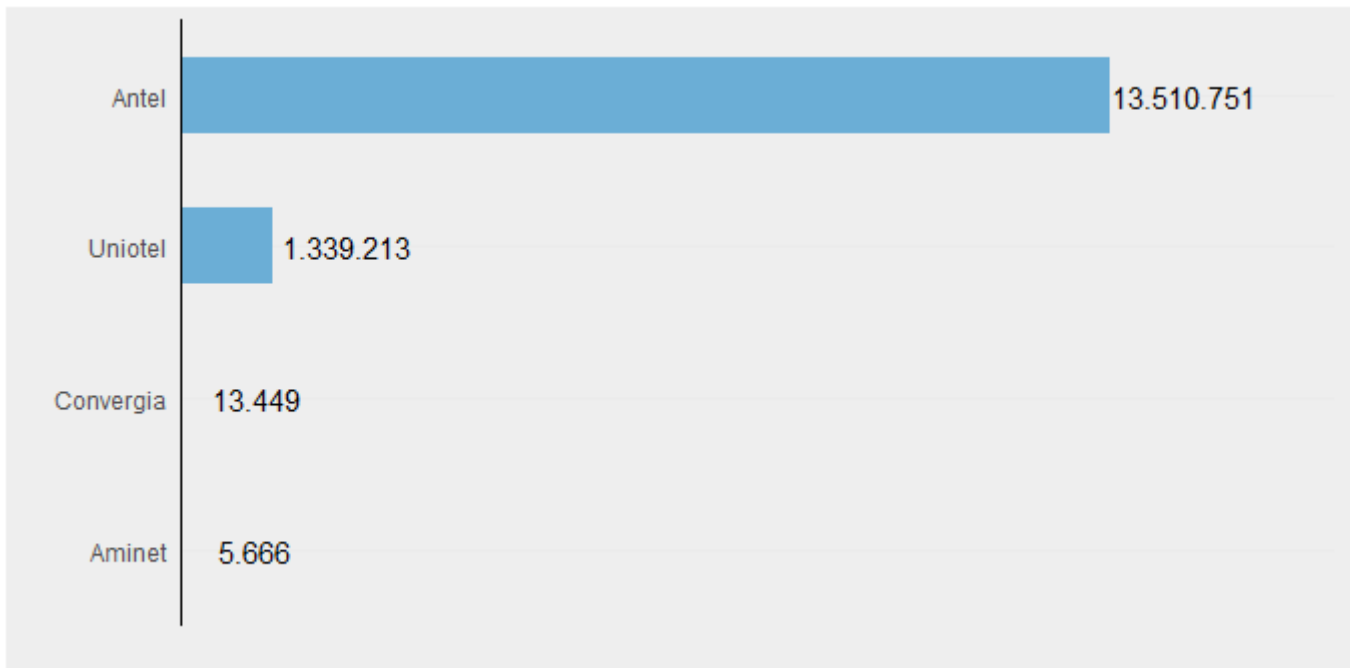 Antel 13.510.751
Uniotel 1.339.213
Convergia 13.449
Aminet 5.666